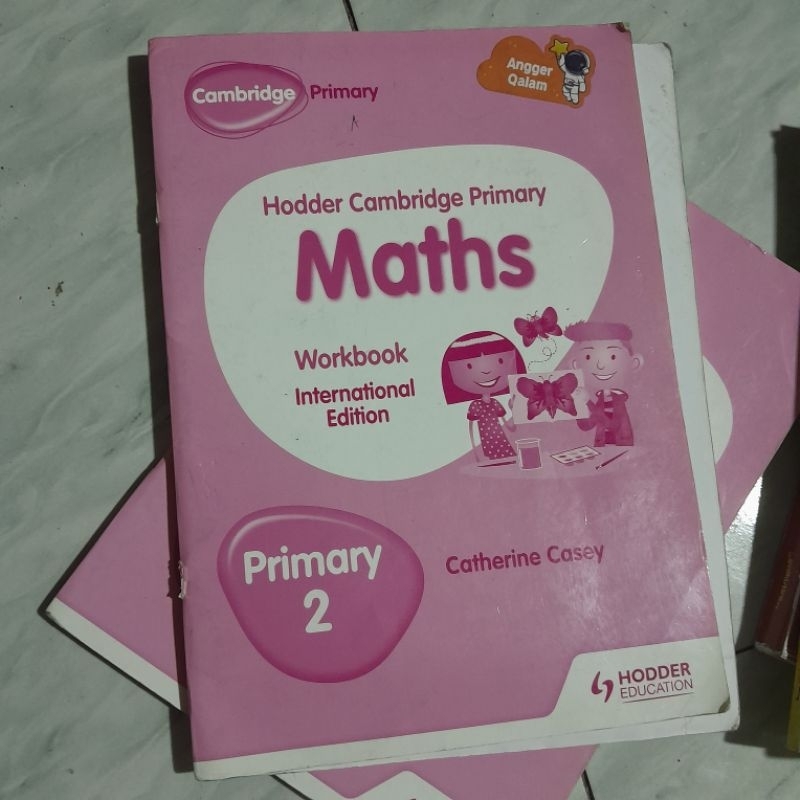 Cambridge Primary
Angger
Qalam
Hodder Cambridge Primary
Maths
Workbook
International
Edition
Primary
2
Catherine Casey
HODDER
EDUCATION